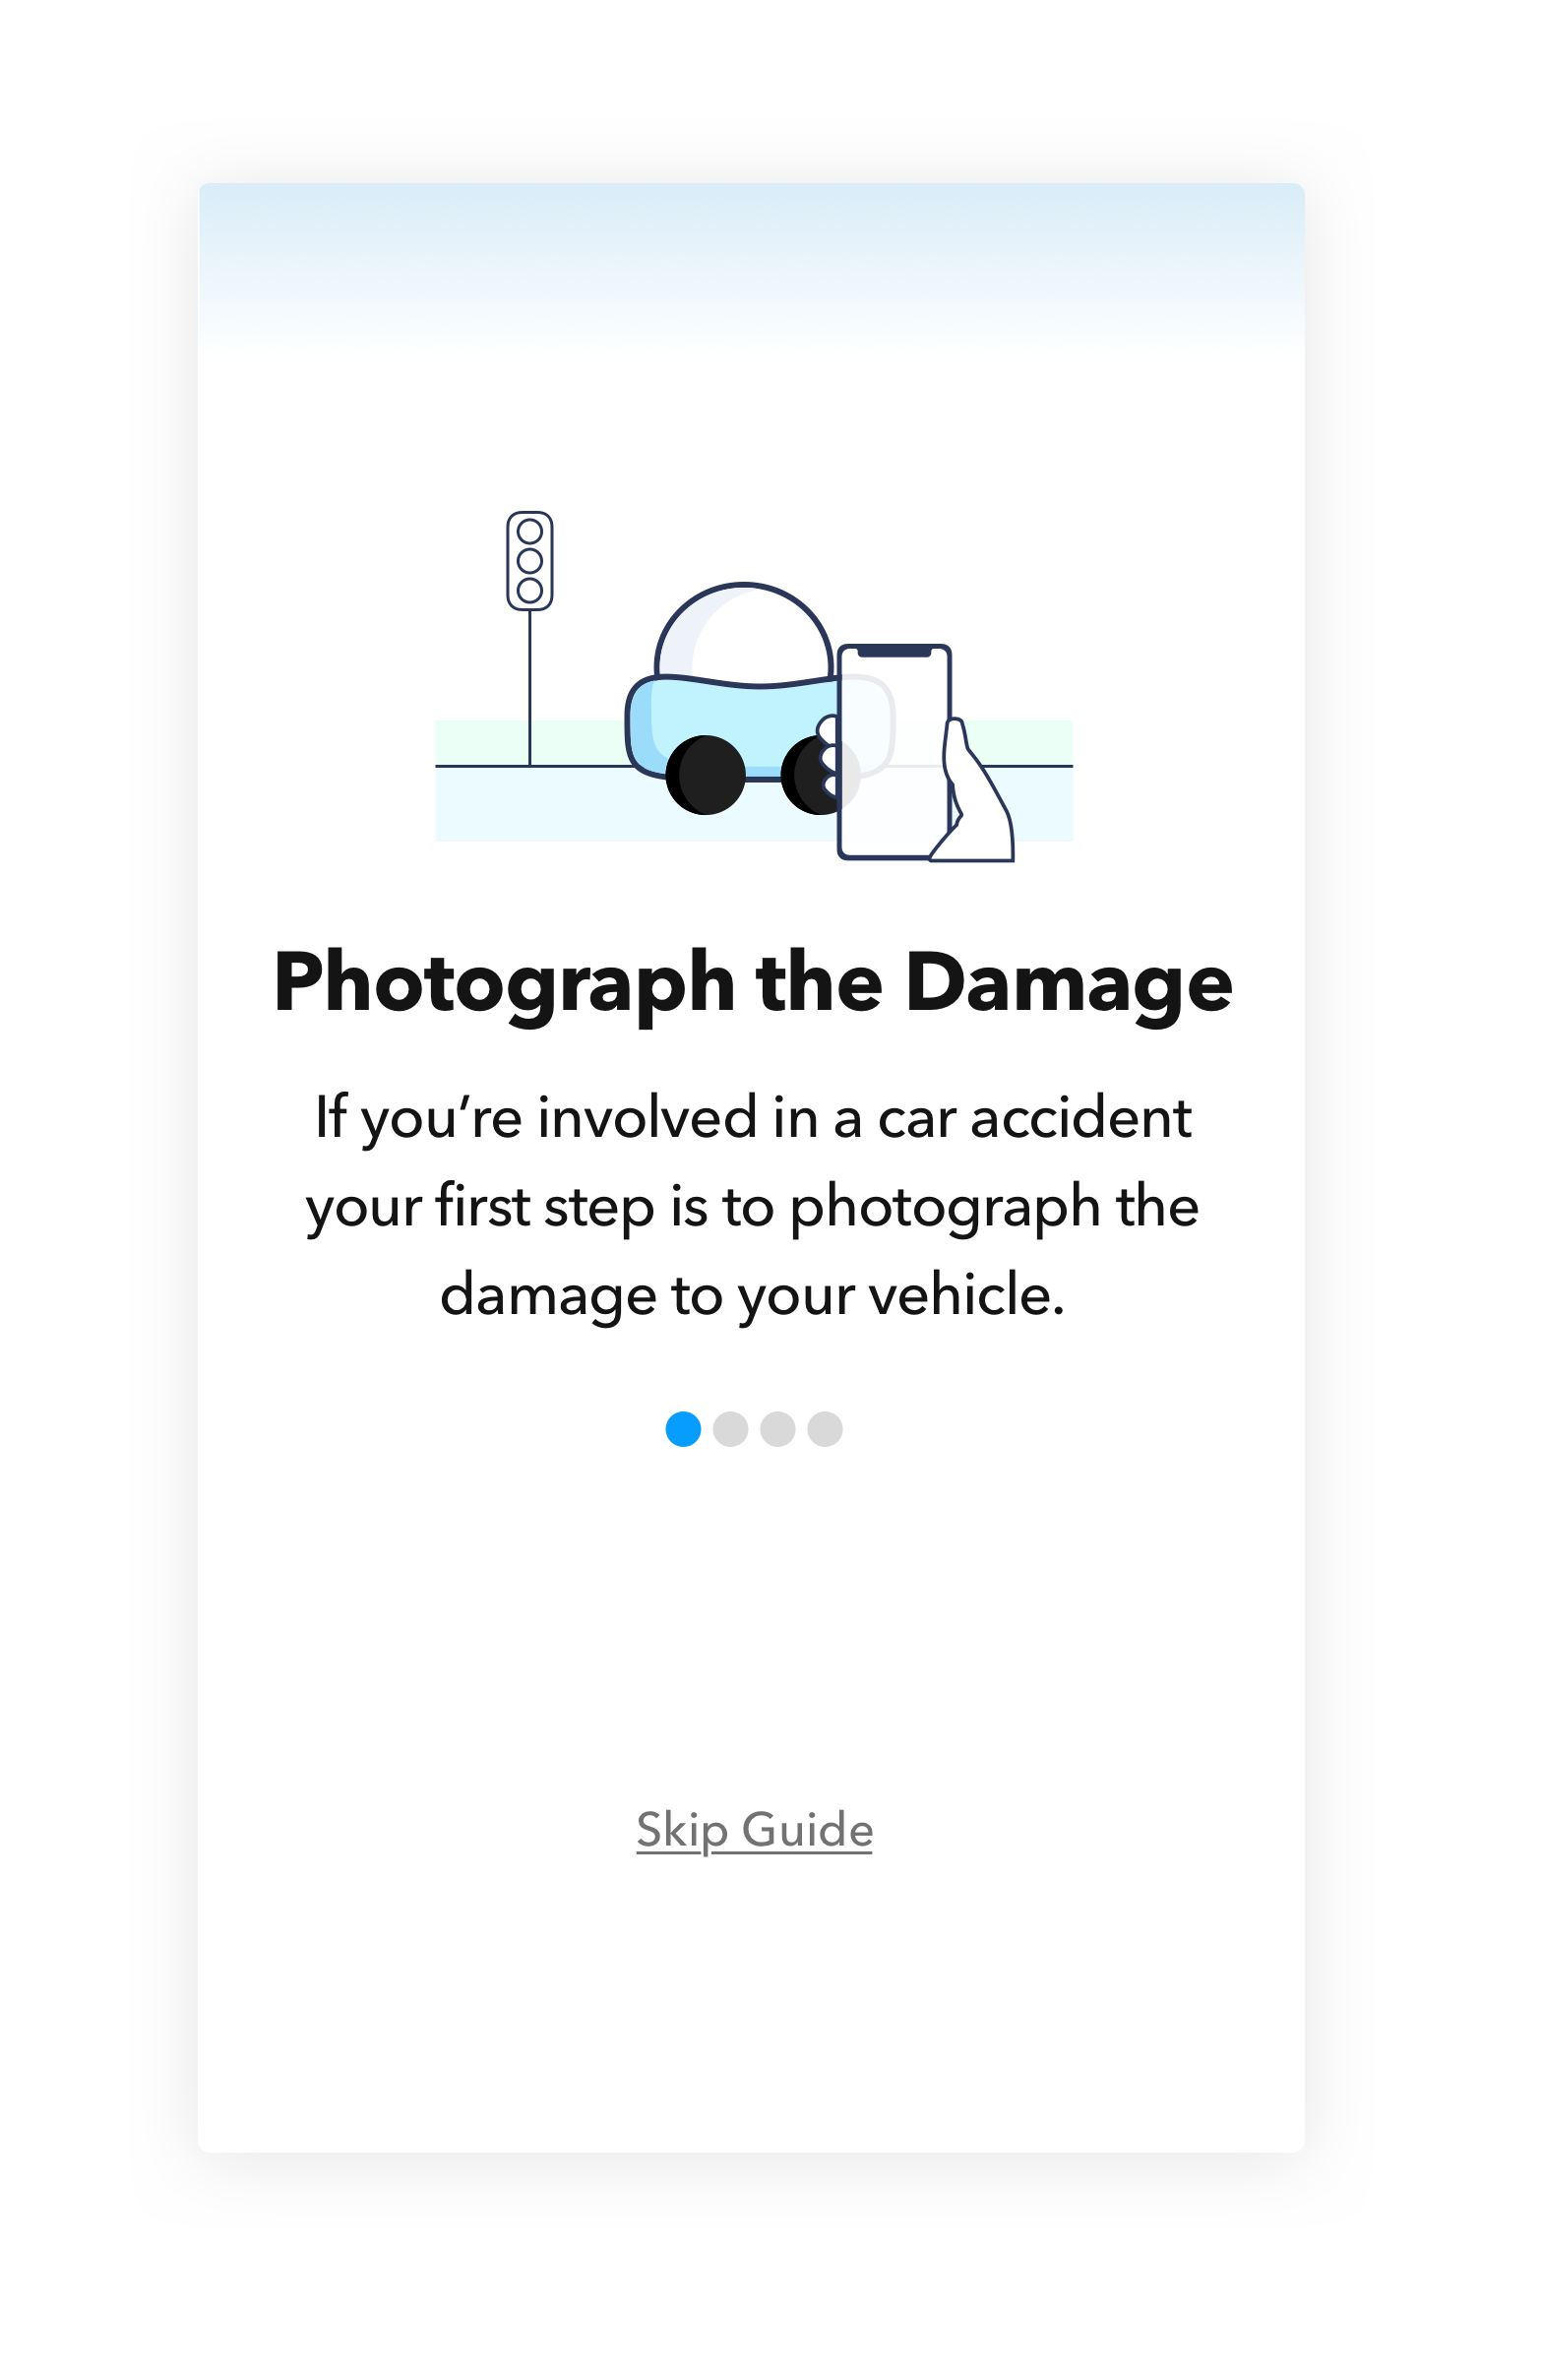 Photograph the Damage
If you’re involved in a car accident
your first step is to photograph the
damage to your vehicle.
Skip Guide